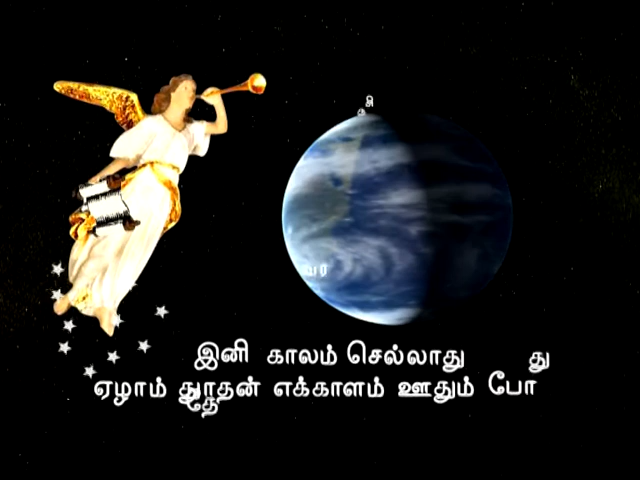 இனி காலம் செல்லாது
ஏழாம் தூதன் எக்காளம் ஊதும் போ து